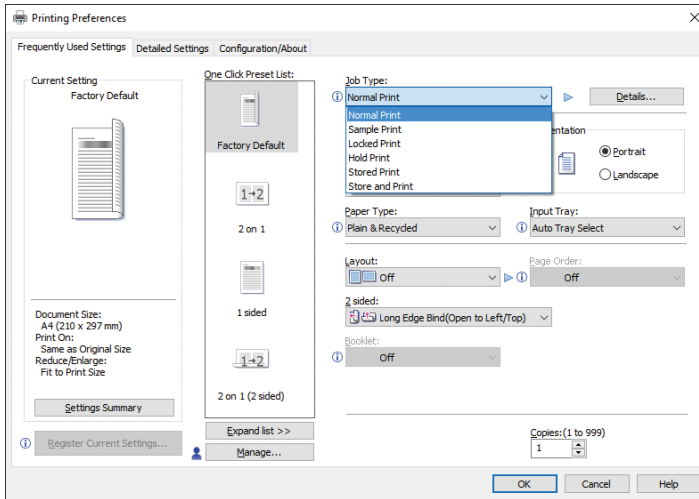 Printing Preferences
Frequently Used Settings
Detailed Settings
Configuration/About
Current Setting
Factory Default
Document Size:
A4 (210 x 297 mm)
Print On:
Same as Original Size
Reduce/Enlarge:
Fit to Print Size
Settings Summary
Register Current Settings...
One Click Preset List:
Factory Default
1→2
2 on 1
1 sided
1→2
2 on 1 (2 sided)
Expand list >>
Manage...
Job Type:
Normal Print
Details...
Normal Print
Sample Print
Locked Print
Hold Print
Stored Print
Store and Print
Portrait
Landscape
Paper Type:
Plain & Recycled
Input Tray:
Auto Tray Select
Layout:
Off
Page Order:
Off
2 sided:
Long Edge Bind(Open to Left/Top)
Booklet:
Off
Copies:(1 to 999)
1
OK
Cancel
Help